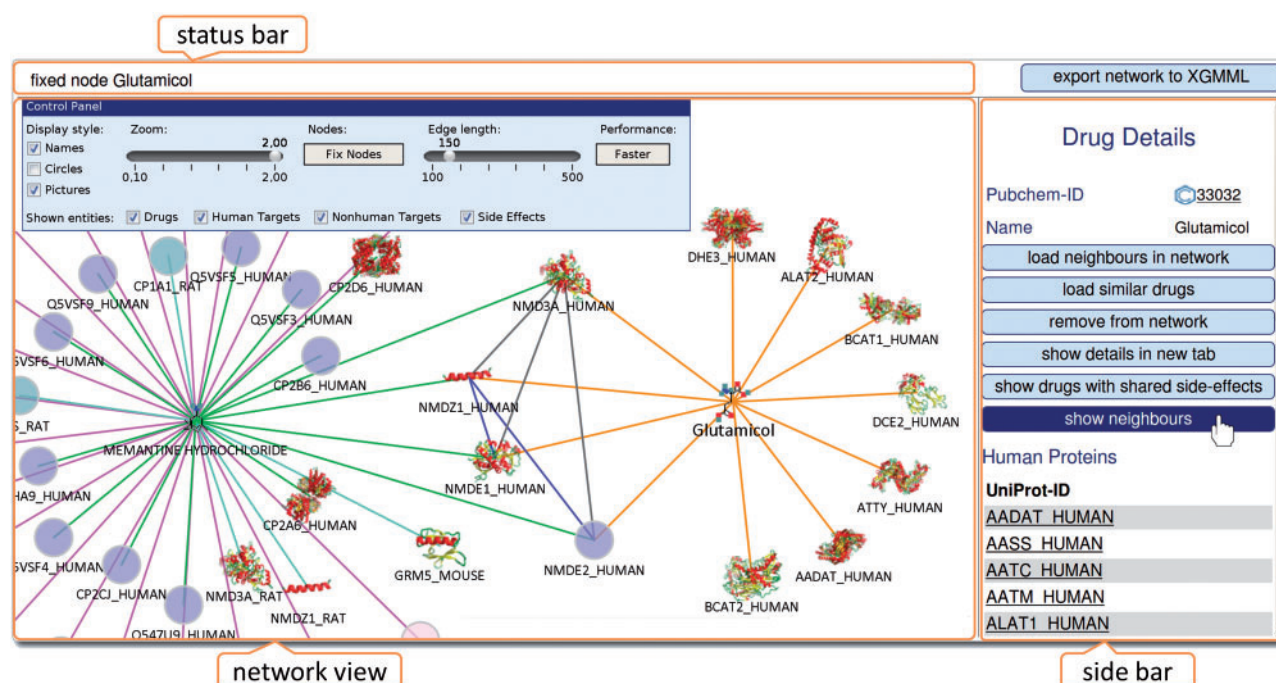 status bar
fixed node Glutamicol
export network to XGMML
Control Panel
Display style:
Zoom:
Nodes:
Edge length:
Performance:
Names
2,00
Fix Nodes
150
Faster
Circles
0,10
2,00
100
500
Pictures
Shown entities:
Drugs
Human Targets
Nonhuman Targets
Side Effects
Q5VSF5_HUMAN
CP1A1_RAT
Q5VSF9_HUMAN
CP2D6_HUMAN
Q5VSF3_HUMAN
5VSF6_HUMAN
CP2B6_HUMAN
S_RAT
MEMANTINE HYDROCHLORIDE
HA9_HUMAN
CP2A6_HUMAN
5VSF4_HUMAN
CP2CJ_HUMAN
NMD3A_RAT
NMDZ1_RAT
Q547U9_HUMAN
GRM5_MOUSE
NMD3A_HUMAN
NMDZ1_HUMAN
NMDE1_HUMAN
NMDE2_HUMAN
DHE3_HUMAN
ALAT2_HUMAN
BCAT1_HUMAN
Glutamicol
DCE2_HUMAN
ATTY_HUMAN
AADAT_HUMAN
BCAT2_HUMAN
Drug Details
Pubchem-ID
33032
Name
Glutamicol
load neighbours in network
load similar drugs
remove from network
show details in new tab
show drugs with shared side-effects
show neighbours
Human Proteins
UniProt-ID
AADAT_HUMAN
AASS_HUMAN
AATC_HUMAN
AATM_HUMAN
ALAT1_HUMAN
network view
side bar